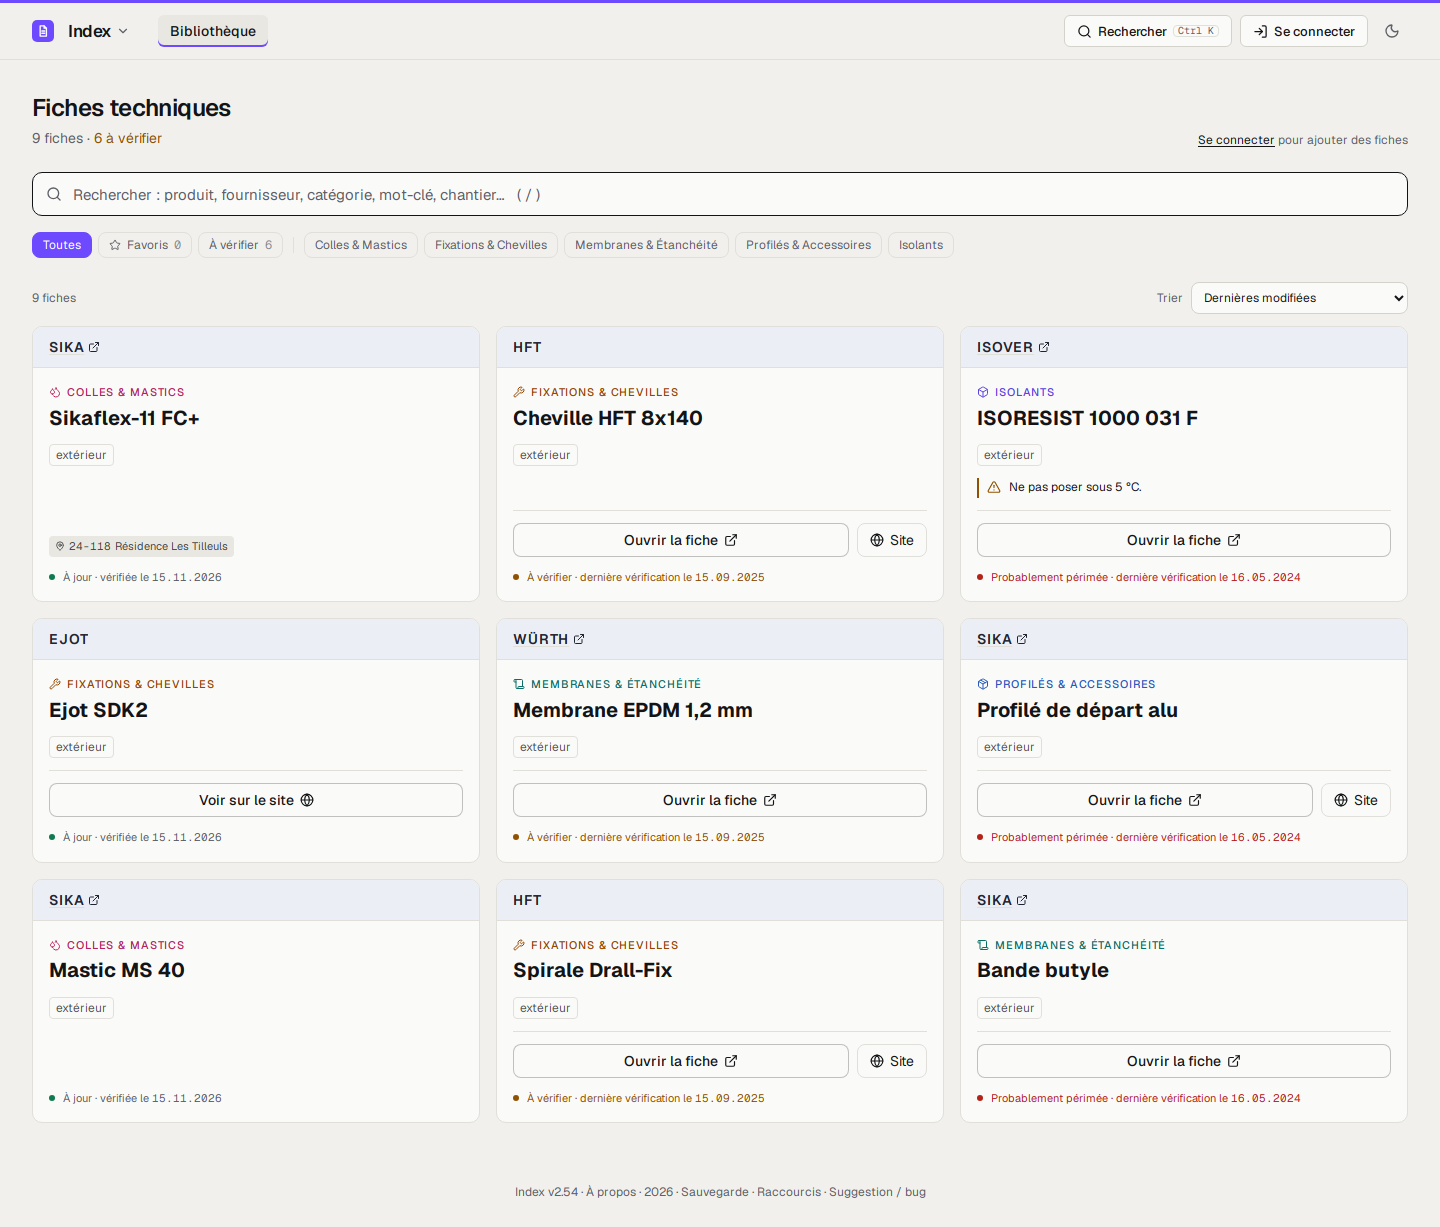 Index
Bibliothèque
Rechercher Ctrl K
Se connecter
Fiches techniques
9 fiches · 6 à vérifier
Se connecter pour ajouter des fiches
Rechercher : produit, fournisseur, catégorie, mot-clé, chantier… ( / )
Toutes
Favoris 0
À vérifier 6
Colles & Mastics
Fixations & Chevilles
Membranes & Étanchéité
Profilés & Accessoires
Isolants
9 fiches
Trier
Dernières modifiées
SIKA
COLLES & MASTICS
Sikaflex-11 FC+
extérieur
24-118 Résidence Les Tilleuls
À jour · vérifiée le 15.11.2026
HFT
FIXATIONS & CHEVILLES
Cheville HFT 8x140
extérieur
Ouvrir la fiche
Site
À vérifier · dernière vérification le 15.09.2025
ISOVER
ISOLANTS
ISORESIST 1000 031 F
extérieur
Ne pas poser sous 5 °C.
Ouvrir la fiche
Probablement périmée · dernière vérification le 16.05.2024
EJOT
FIXATIONS & CHEVILLES
Ejot SDK2
extérieur
Voir sur le site
À jour · vérifiée le 15.11.2026
WÜRTH
MEMBRANES & ÉTANCHÉITÉ
Membrane EPDM 1,2 mm
extérieur
Ouvrir la fiche
À vérifier · dernière vérification le 15.09.2025
SIKA
PROFILÉS & ACCESSOIRES
Profilé de départ alu
extérieur
Ouvrir la fiche
Site
Probablement périmée · dernière vérification le 16.05.2024
SIKA
COLLES & MASTICS
Mastic MS 40
extérieur
À jour · vérifiée le 15.11.2026
HFT
FIXATIONS & CHEVILLES
Spirale Drall-Fix
extérieur
Ouvrir la fiche
Site
À vérifier · dernière vérification le 15.09.2025
SIKA
MEMBRANES & ÉTANCHÉITÉ
Bande butyle
extérieur
Ouvrir la fiche
Probablement périmée · dernière vérification le 16.05.2024
Index v2.54 · À propos · 2026 · Sauvegarde · Raccourcis · Suggestion / bug